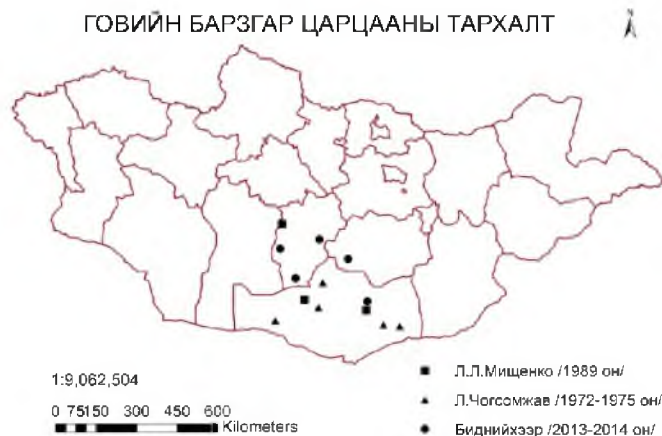 ГОВИЙН БАРЗГАР ЦАРЦААНЫ ТАРХАЛТ
N
1:9,062,504
0 75150 300 450 600
Kilometers
Л.Л.Мищенко /1989 он/
Л.Чогсомжав /1972-1975 он/
Биднийхээр /2013-2014 он/